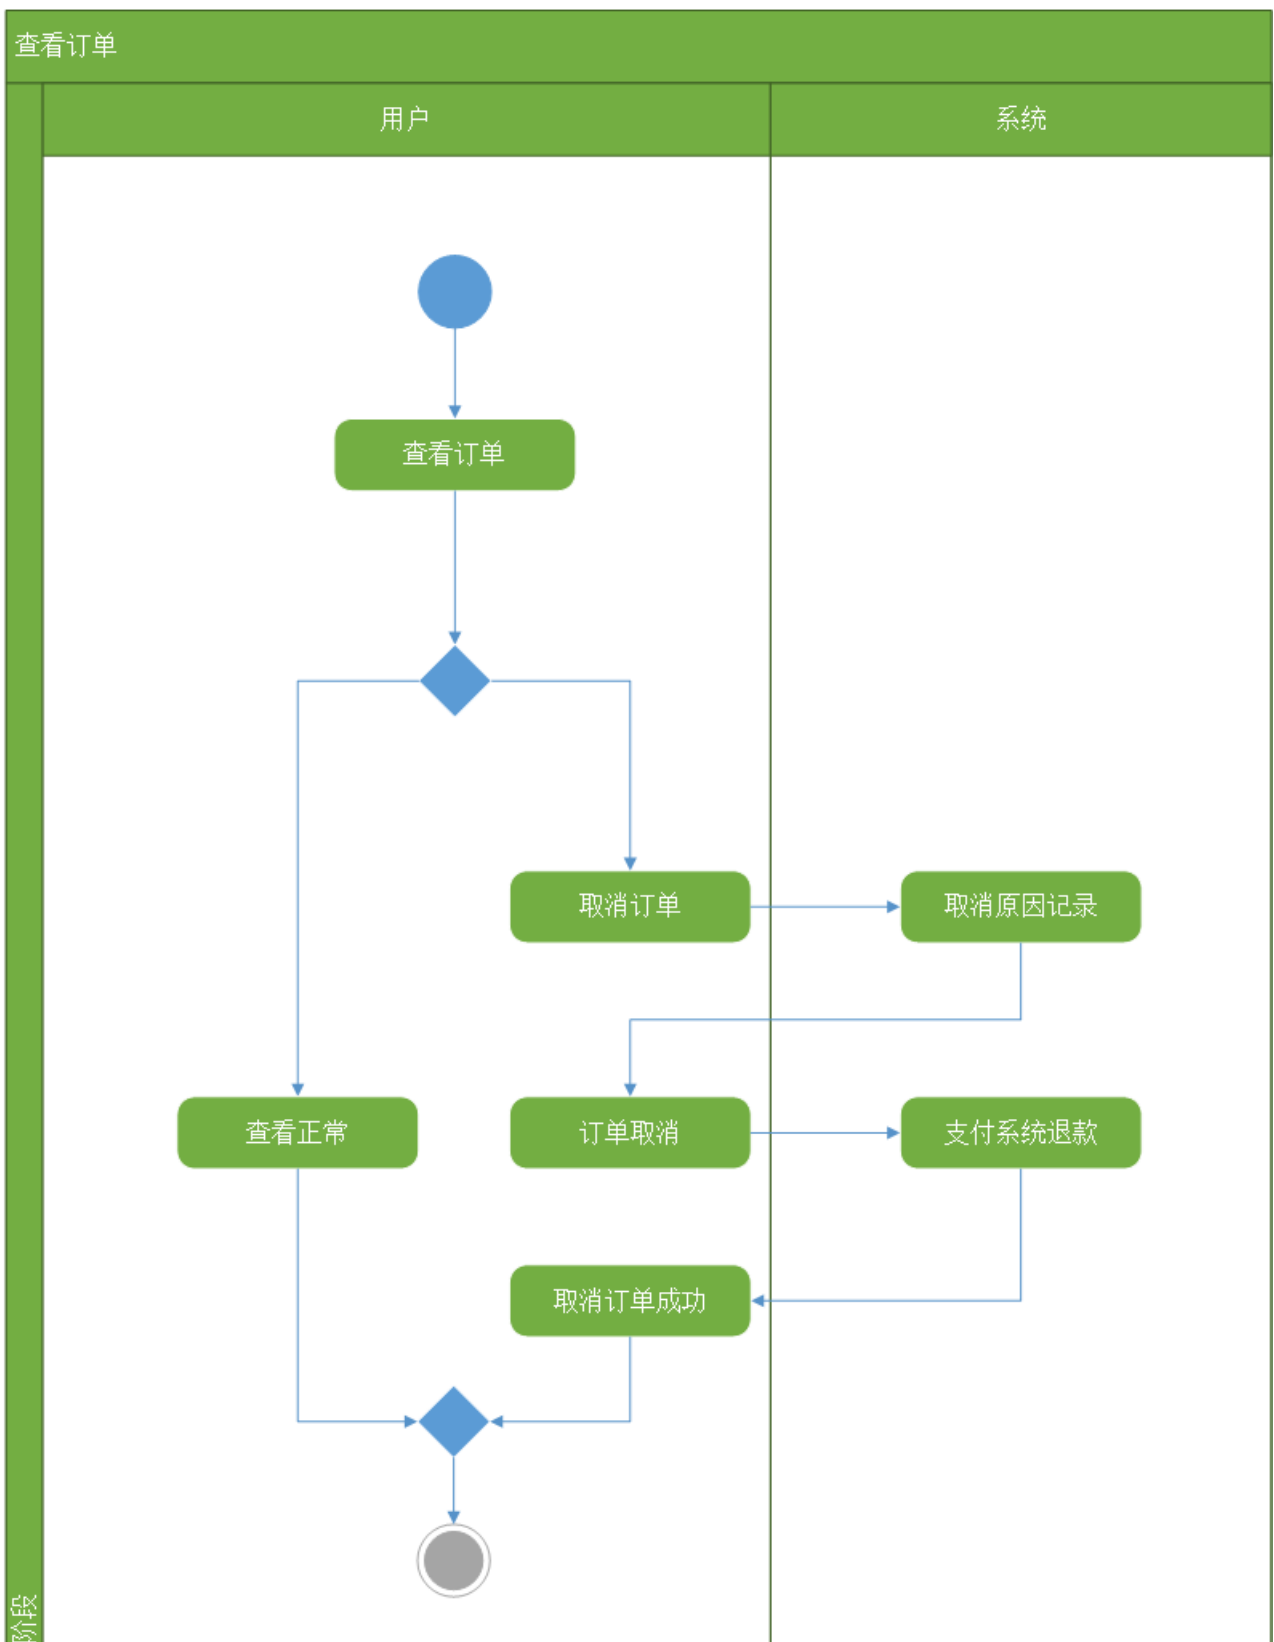 查看订单
用户
系统
查看订单
取消订单
取消原因记录
查看正常
订单取消
支付系统退款
取消订单成功
阶段